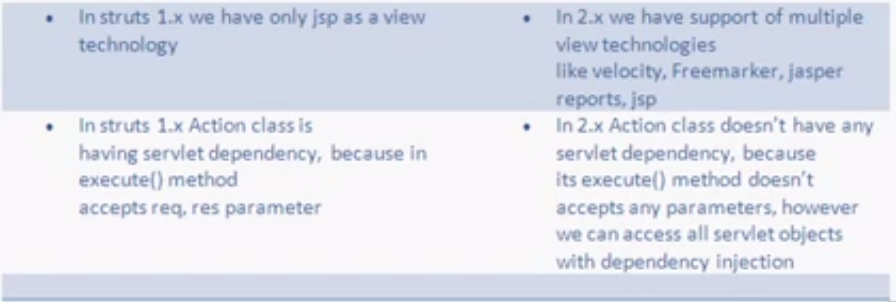 • In struts 1.x we have only jsp as a view
technology
• In 2.x we have support of multiple
view technologies
like velocity, Freemarker, jasper
reports, jsp
• In struts 1.x Action class is
having servlet dependency, because in
execute() method
accepts req, res parameter
• In 2.x Action class doesn't have any
servlet dependency, because
its execute() method doesn't
accepts any parameters, however
we can access all servlet objects
with dependency injection